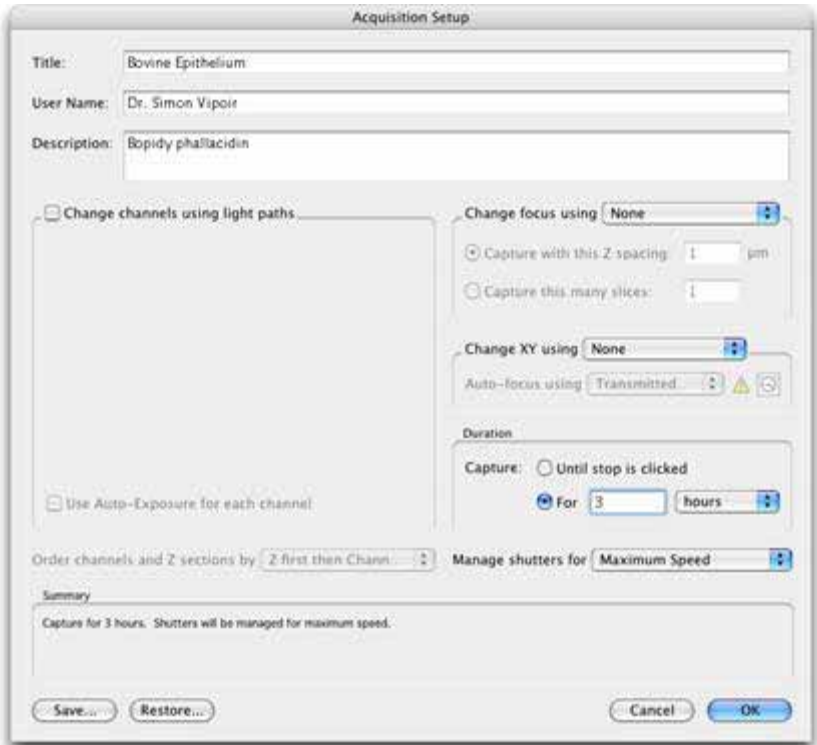 Acquisition Setup
Title: Bovine Epithelium
User Name: Dr. Simon Vipoir
Description: Bopidy phallacidin
Change channels using light paths
Change focus using None
Capture with this Z spacing: 1 µm
Capture this many slices: 1
Change XY using None
Auto-focus using Transmitted
Duration
Capture: Until stop is clicked
For 3 hours
Use Auto-Exposure for each channel
Order channels and Z sections by Z first then Chann...
Manage shutters for Maximum Speed
Summary
Capture for 3 hours. Shutters will be managed for maximum speed.
Save... Restore... Cancel OK